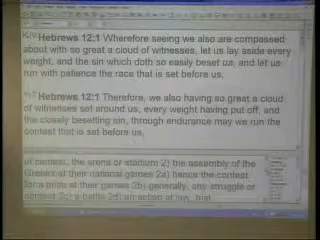 KJV Hebrews 12:1 Wherefore seeing we also are compassed
about with so great a cloud of witnesses, let us lay aside every
weight, and the sin which doth so easily beset us, and let us
run with patience the race that is set before us,
YLT Hebrews 12:1 Therefore, we also having so great a cloud
of witnesses set around us, every weight having put off, and
the closely besetting sin, through endurance may we run the
contest that is set before us,
of contest, the arena or stadium 2) the assembly of the
Greeks at their national games 2a) hence the contest
for a prize at their games 2b) generally, any struggle or
contest 2c) a battle 2d) an action at law, trial